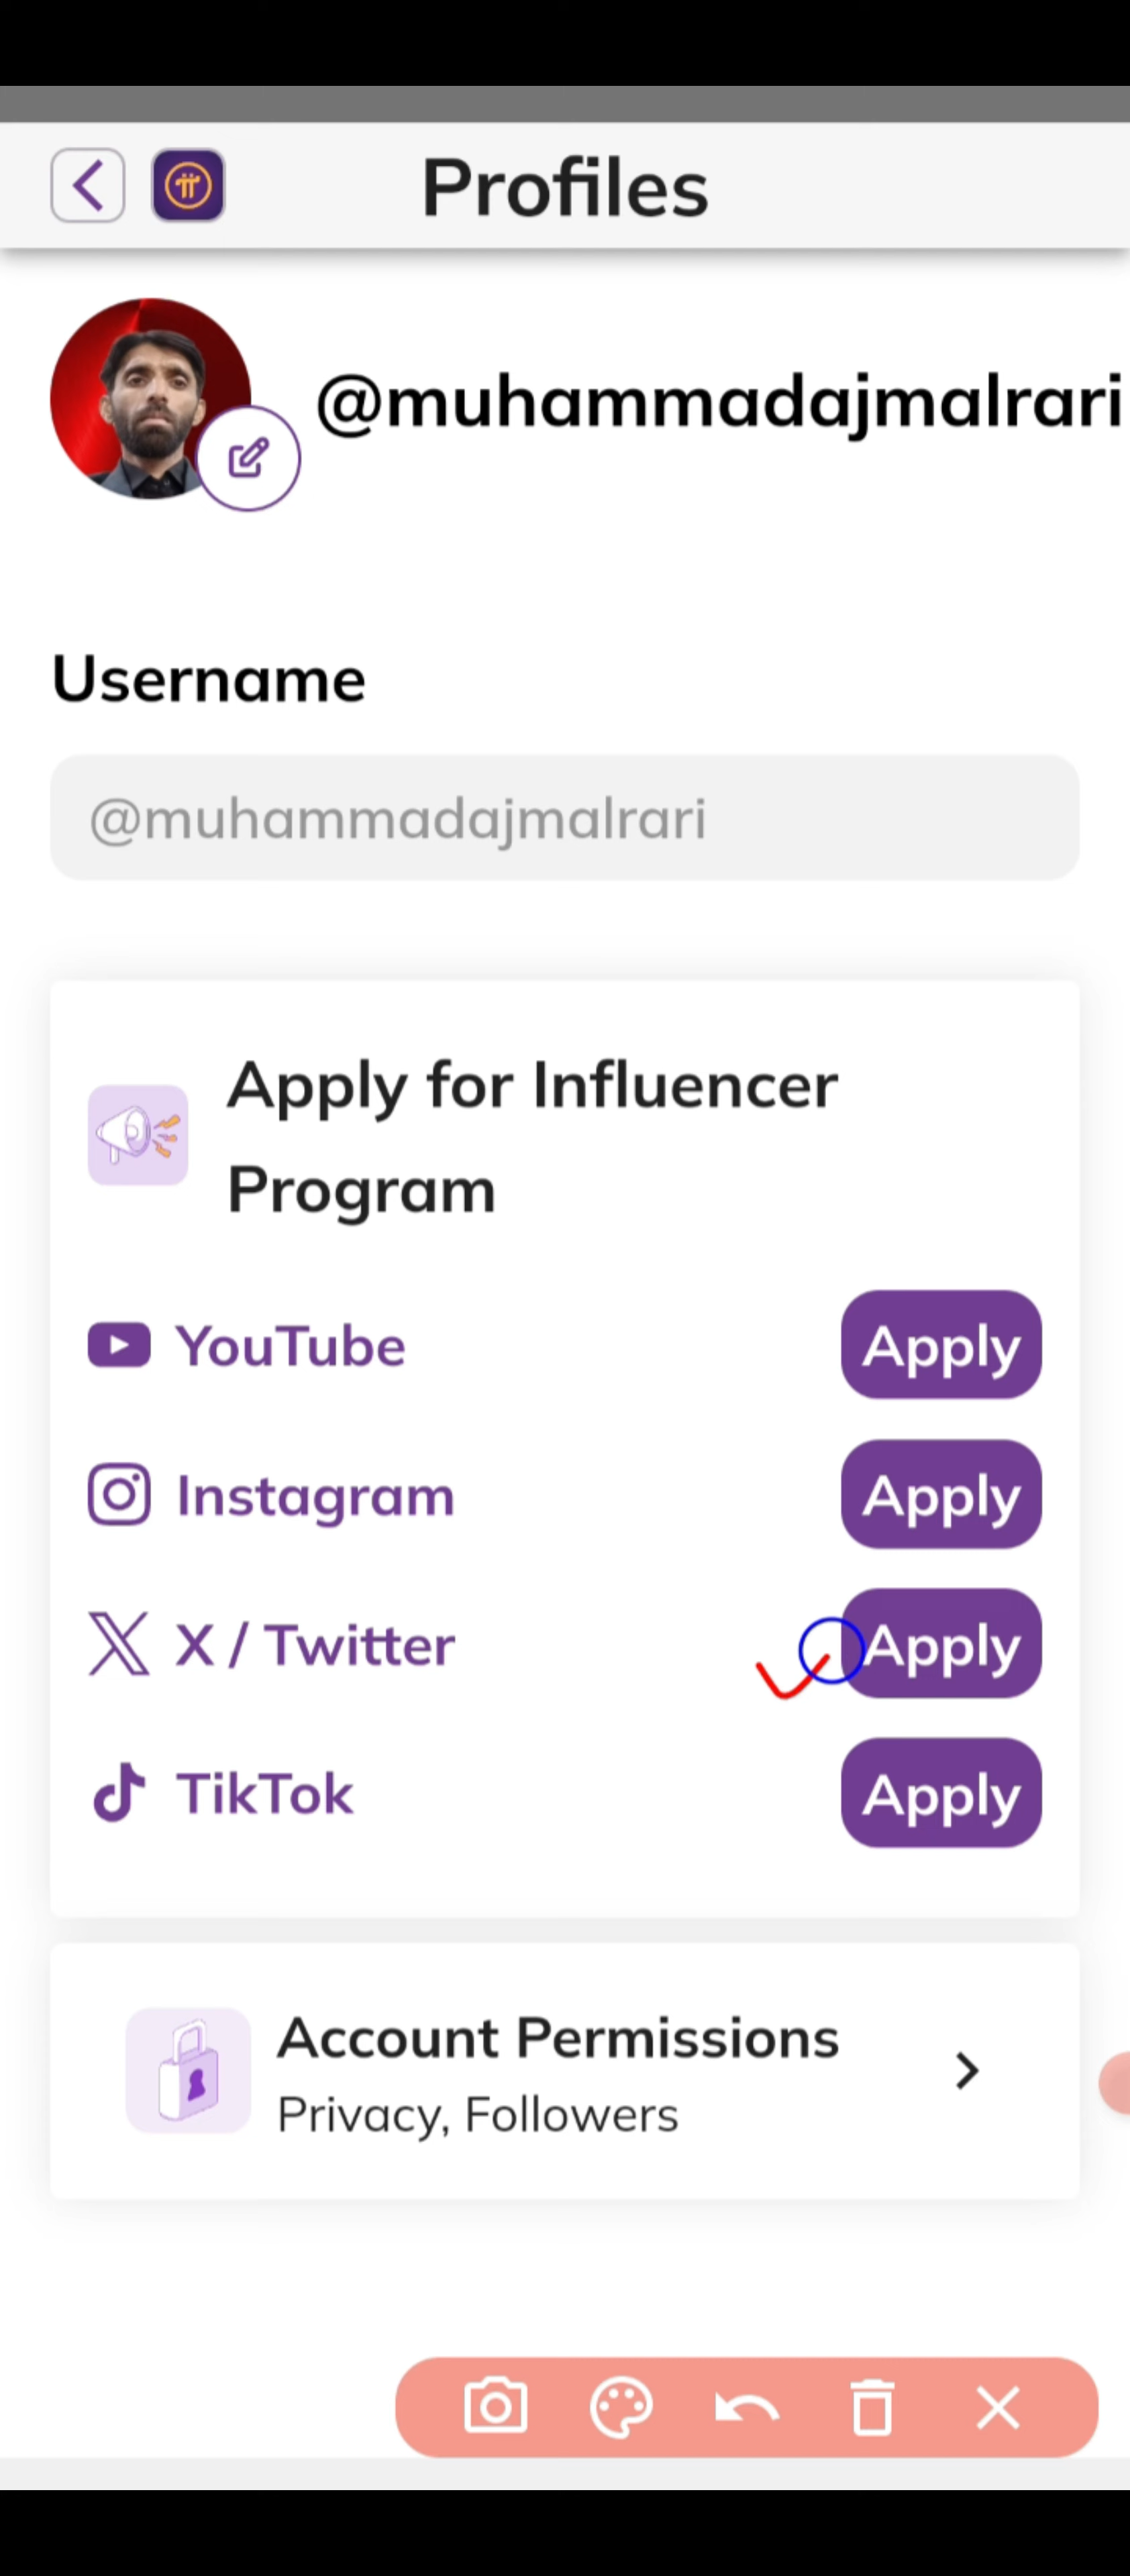 Profiles
@muhammadajmalrari
Username
@muhammadajmalrari
Apply for Influencer
Program
YouTube Apply
Instagram Apply
X / Twitter Apply
TikTok Apply
Account Permissions
Privacy, Followers